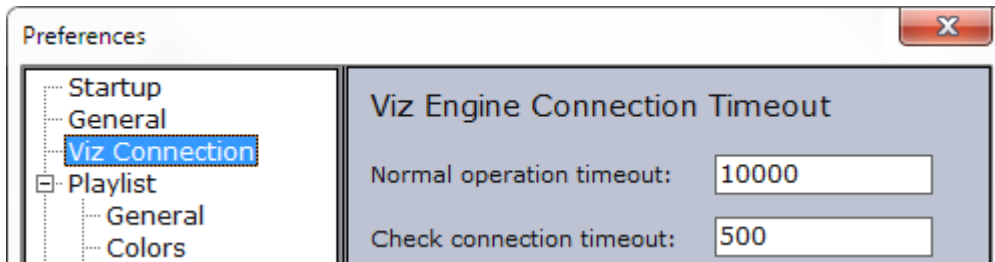 Preferences
Startup
General
Viz Connection
Playlist
General
Colors
Viz Engine Connection Timeout
Normal operation timeout: 10000
Check connection timeout: 500